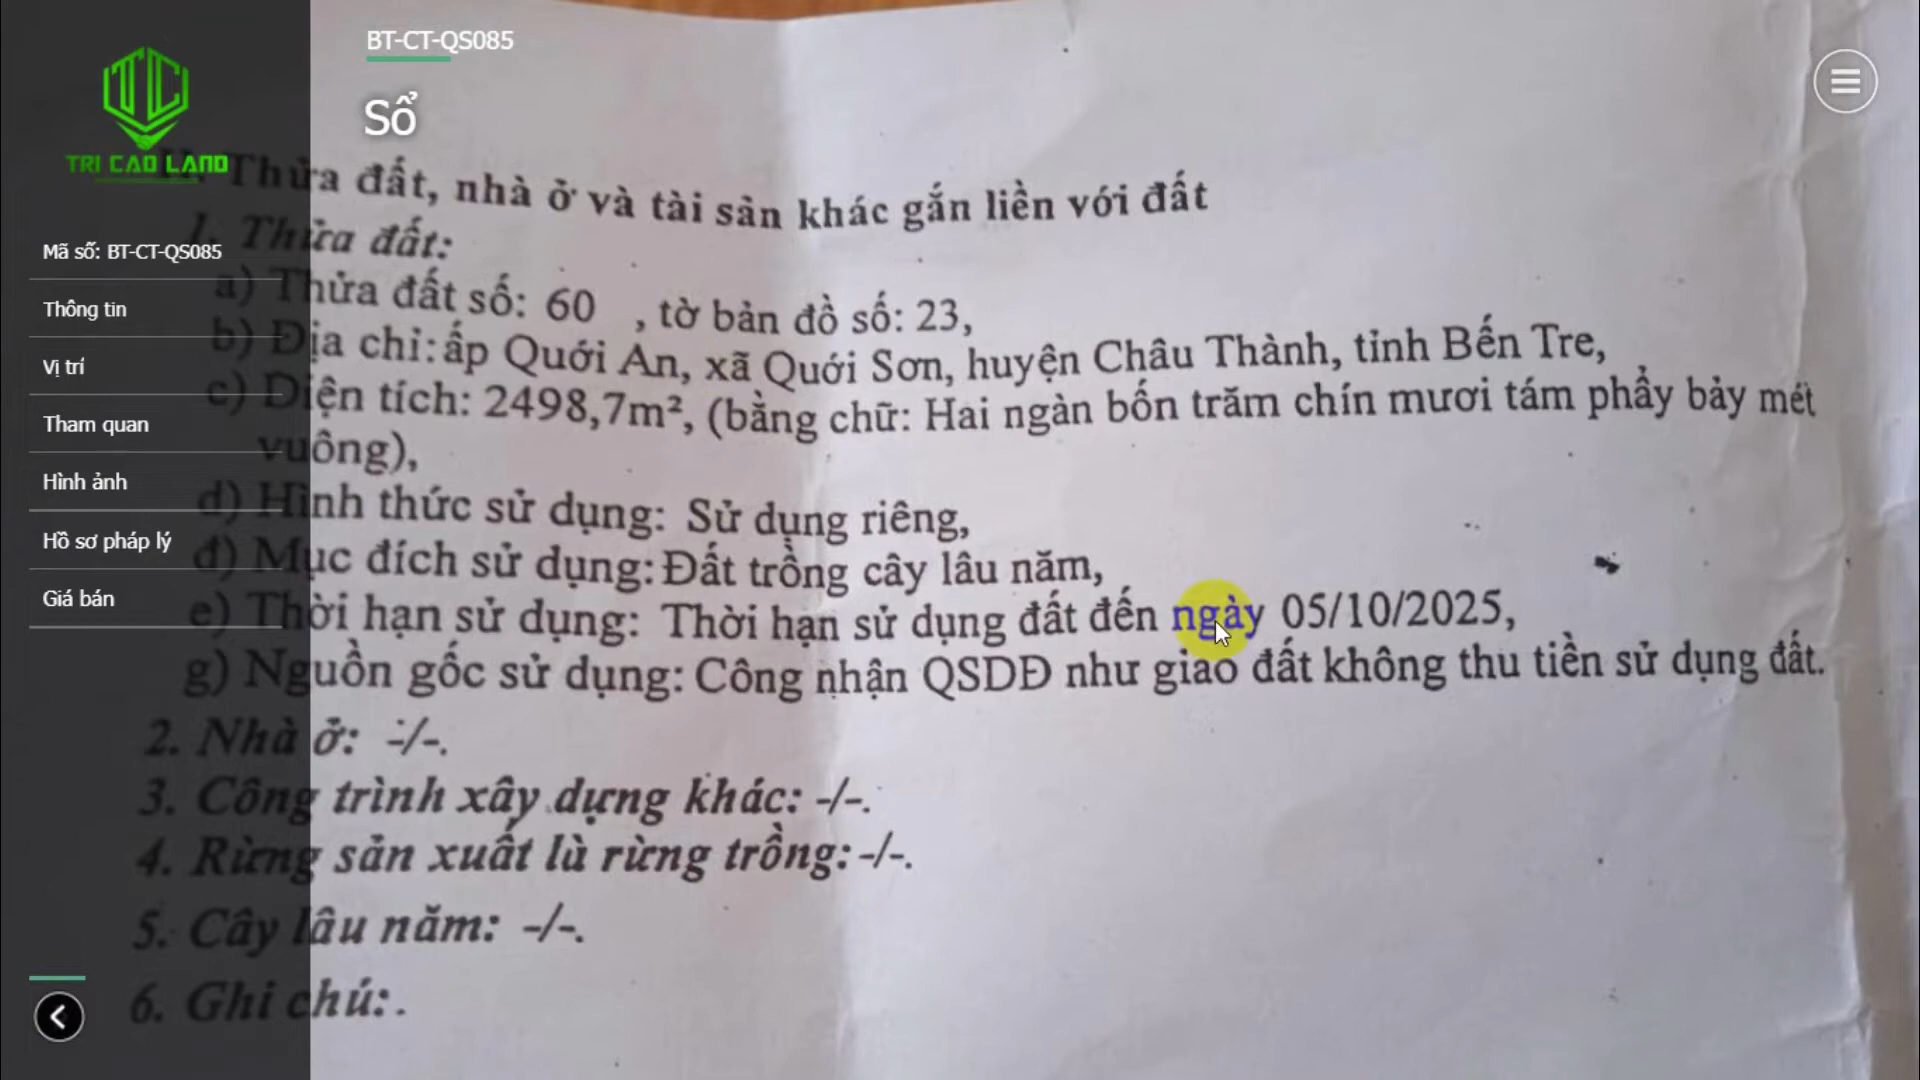 BT-CT-QS085
Sổ
TRI CAO LAND
Mã số: BT-CT-QS085
Thông tin
Vị trí
Tham quan
Hình ảnh
Hồ sơ pháp lý
Giá bán
II. Thửa đất, nhà ở và tài sản khác gắn liền với đất
1. Thửa đất:
a) Thửa đất số: 60 , tờ bản đồ số: 23,
b) Địa chỉ: ấp Quới An, xã Quới Sơn, huyện Châu Thành, tỉnh Bến Tre,
c) Diện tích: 2498,7m², (bằng chữ: Hai ngàn bốn trăm chín mươi tám phẩy bảy mét
vuông),
d) Hình thức sử dụng: Sử dụng riêng,
đ) Mục đích sử dụng: Đất trồng cây lâu năm,
e) Thời hạn sử dụng: Thời hạn sử dụng đất đến ngày 05/10/2025,
g) Nguồn gốc sử dụng: Công nhận QSDĐ như giao đất không thu tiền sử dụng đất.
2. Nhà ở: -/-.
3. Công trình xây dựng khác: -/-.
4. Rừng sản xuất là rừng trồng: -/-.
5. Cây lâu năm: -/-.
6. Ghi chú: .